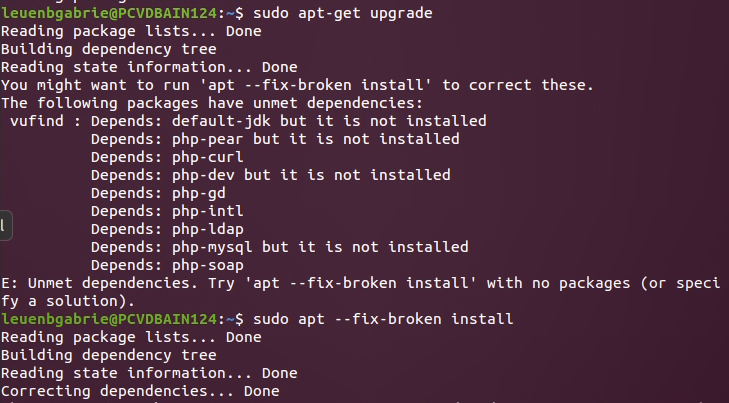 leuenbgabrie@PCVDBAIN124:~$ sudo apt-get upgrade
Reading package lists... Done
Building dependency tree
Reading state information... Done
You might want to run 'apt --fix-broken install' to correct these.
The following packages have unmet dependencies:
 vufind : Depends: default-jdk but it is not installed
          Depends: php-pear but it is not installed
          Depends: php-curl
          Depends: php-dev but it is not installed
          Depends: php-gd
          Depends: php-intl
          Depends: php-ldap
          Depends: php-mysql but it is not installed
          Depends: php-soap
E: Unmet dependencies. Try 'apt --fix-broken install' with no packages (or speci
fy a solution).
leuenbgabrie@PCVDBAIN124:~$ sudo apt --fix-broken install
Reading package lists... Done
Building dependency tree
Reading state information... Done
Correcting dependencies... Done